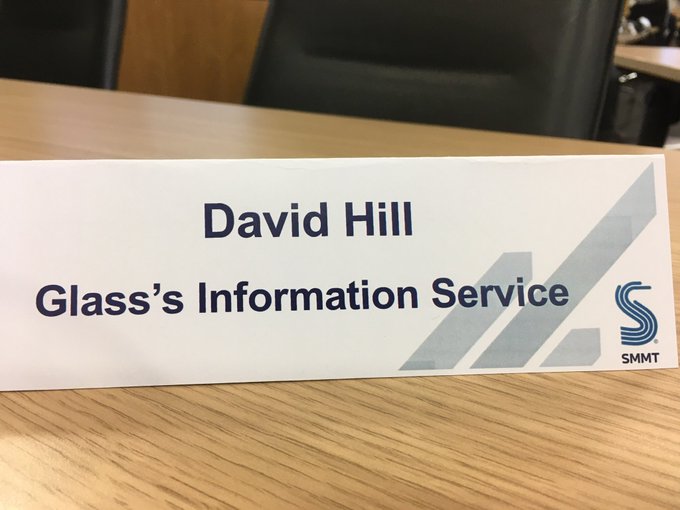 David Hill
Glass’s Information Service
SMMT